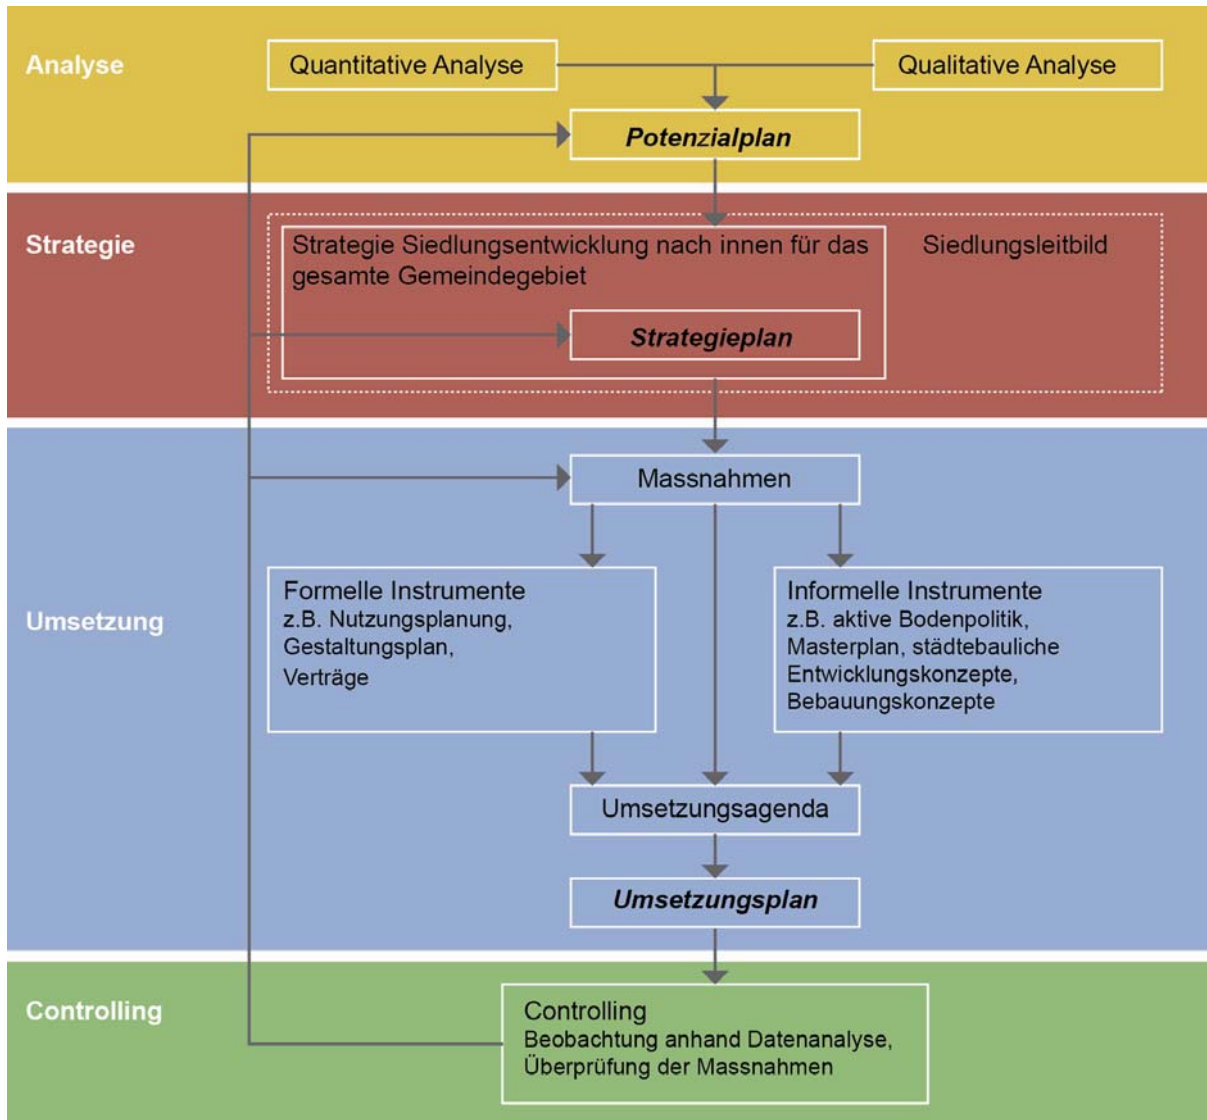 Analyse
Quantitative Analyse
Qualitative Analyse
Potenzialplan
Strategie
Strategie Siedlungsentwicklung nach innen für das
gesamte Gemeindegebiet
Siedlungsleitbild
Strategieplan
Massnahmen
Umsetzung
Formelle Instrumente
z.B. Nutzungsplanung,
Gestaltungsplan,
Verträge
Informelle Instrumente
z.B. aktive Bodenpolitik,
Masterplan, städtebauliche
Entwicklungskonzepte,
Bebauungskonzepte
Umsetzungsagenda
Umsetzungsplan
Controlling
Controlling
Beobachtung anhand Datenanalyse,
Überprüfung der Massnahmen